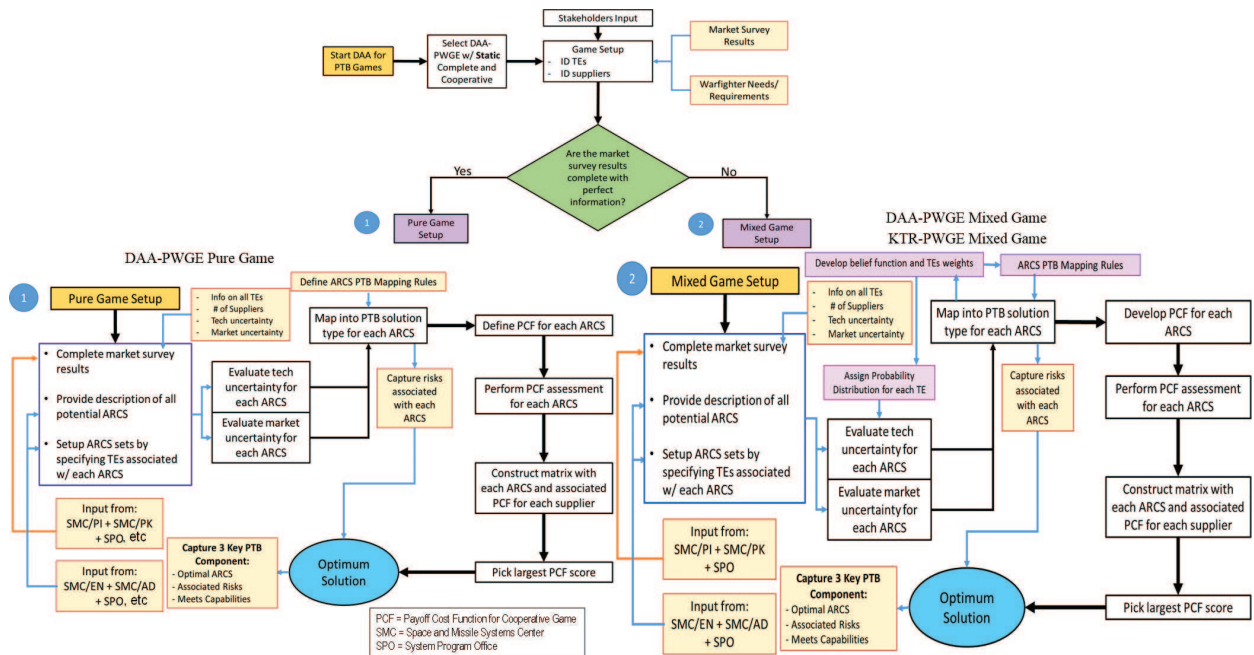 Stakeholders Input
Start DAA for
PTB Games
Select DAA-
PWGE w/ Static
Complete and
Cooperative
Game Setup
- ID TEs
- ID suppliers
Market Survey
Results
Warfighter Needs/
Requirements
Are the market
survey results
complete with
perfect
information?
Yes
No
1
Pure Game
Setup
2
Mixed Game
Setup
DAA-PWGE Pure Game
1
Pure Game Setup
- Info on all TEs
- # of Suppliers
- Tech uncertainty
- Market uncertainty
Define ARCS PTB Mapping Rules
Map into PTB solution
type for each ARCS
Define PCF for each ARCS
• Complete market survey
results
• Provide description of all
potential ARCS
• Setup ARCS sets by
specifying TEs associated
w/ each ARCS
Evaluate tech
uncertainty for
each ARCS
Evaluate market
uncertainty for
each ARCS
Capture risks
associated
with each
ARCS
Perform PCF assessment
for each ARCS
Construct matrix with
each ARCS and associated
PCF for each supplier
Pick largest PCF score
Input from:
SMC/PI + SMC/PK
+ SPO, etc
Input from:
SMC/EN + SMC/AD
+ SPO, etc
Capture 3 Key PTB
Component:
- Optimal ARCS
- Associated Risks
- Meets Capabilities
Optimum
Solution
PCF = Payoff Cost Function for Cooperative Game
SMC = Space and Missile Systems Center
SPO = System Program Office
DAA-PWGE Mixed Game
KTR-PWGE Mixed Game
2
Mixed Game Setup
Develop belief function and TEs weights
ARCS PTB Mapping Rules
- Info on all TEs
- # of Suppliers
- Tech uncertainty
- Market uncertainty
Map into PTB solution
type for each ARCS
Develop PCF for each
ARCS
• Complete market survey
results
• Provide description of all
potential ARCS
• Setup ARCS sets by
specifying TEs associated
w/ each ARCS
Assign Probability
Distribution for each TE
Evaluate tech
uncertainty for
each ARCS
Evaluate market
uncertainty for
each ARCS
Capture risks
associated
with each
ARCS
Perform PCF assessment
for each ARCS
Construct matrix with
each ARCS and associated
PCF for each supplier
Pick largest PCF score
Input from:
SMC/PI + SMC/PK
+ SPO
Input from:
SMC/EN + SMC/AD
+ SPO
Capture 3 Key PTB
Component:
- Optimal ARCS
- Associated Risks
- Meets Capabilities
Optimum
Solution